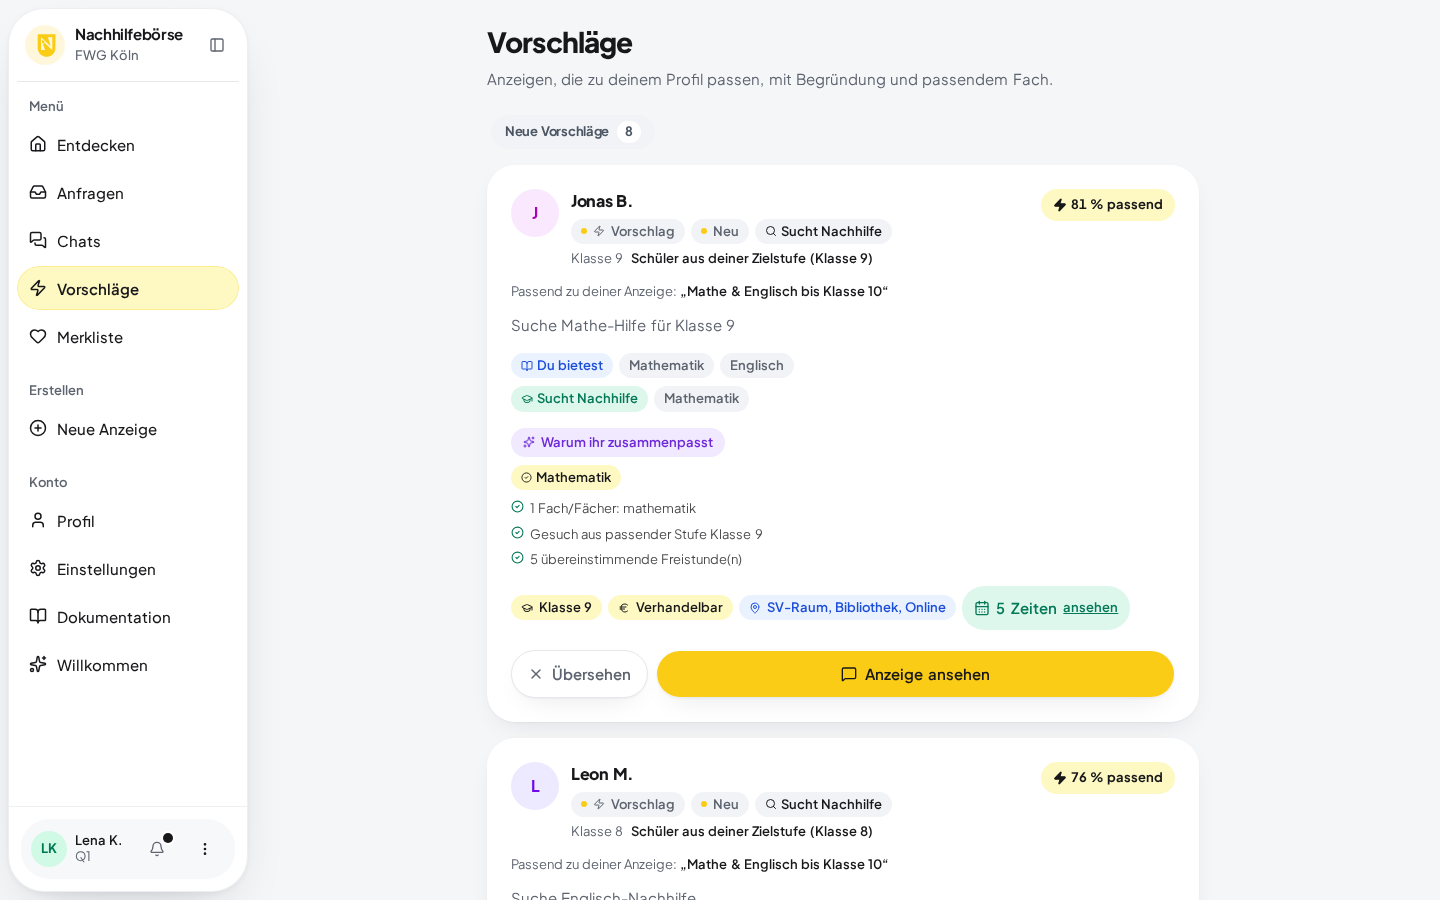 Nachhilfebörse
FWG Köln
Menü
Entdecken
Anfragen
Chats
Vorschläge
Merkliste
Erstellen
Neue Anzeige
Konto
Profil
Einstellungen
Dokumentation
Willkommen
LK
Lena K.
Q1
Vorschläge
Anzeigen, die zu deinem Profil passen, mit Begründung und passendem Fach.
Neue Vorschläge 8
J
Jonas B.
81 % passend
Vorschlag Neu Sucht Nachhilfe
Klasse 9 Schüler aus deiner Zielstufe (Klasse 9)
Passend zu deiner Anzeige: „Mathe & Englisch bis Klasse 10“
Suche Mathe-Hilfe für Klasse 9
Du bietest Mathematik Englisch
Sucht Nachhilfe Mathematik
Warum ihr zusammenpasst
Mathematik
1 Fach/Fächer: mathematik
Gesuch aus passender Stufe Klasse 9
5 übereinstimmende Freistunde(n)
Klasse 9 Verhandelbar SV-Raum, Bibliothek, Online 5 Zeiten ansehen
Übersehen Anzeige ansehen
L
Leon M.
76 % passend
Vorschlag Neu Sucht Nachhilfe
Klasse 8 Schüler aus deiner Zielstufe (Klasse 8)
Passend zu deiner Anzeige: „Mathe & Englisch bis Klasse 10“
Suche Englisch-Nachhilfe